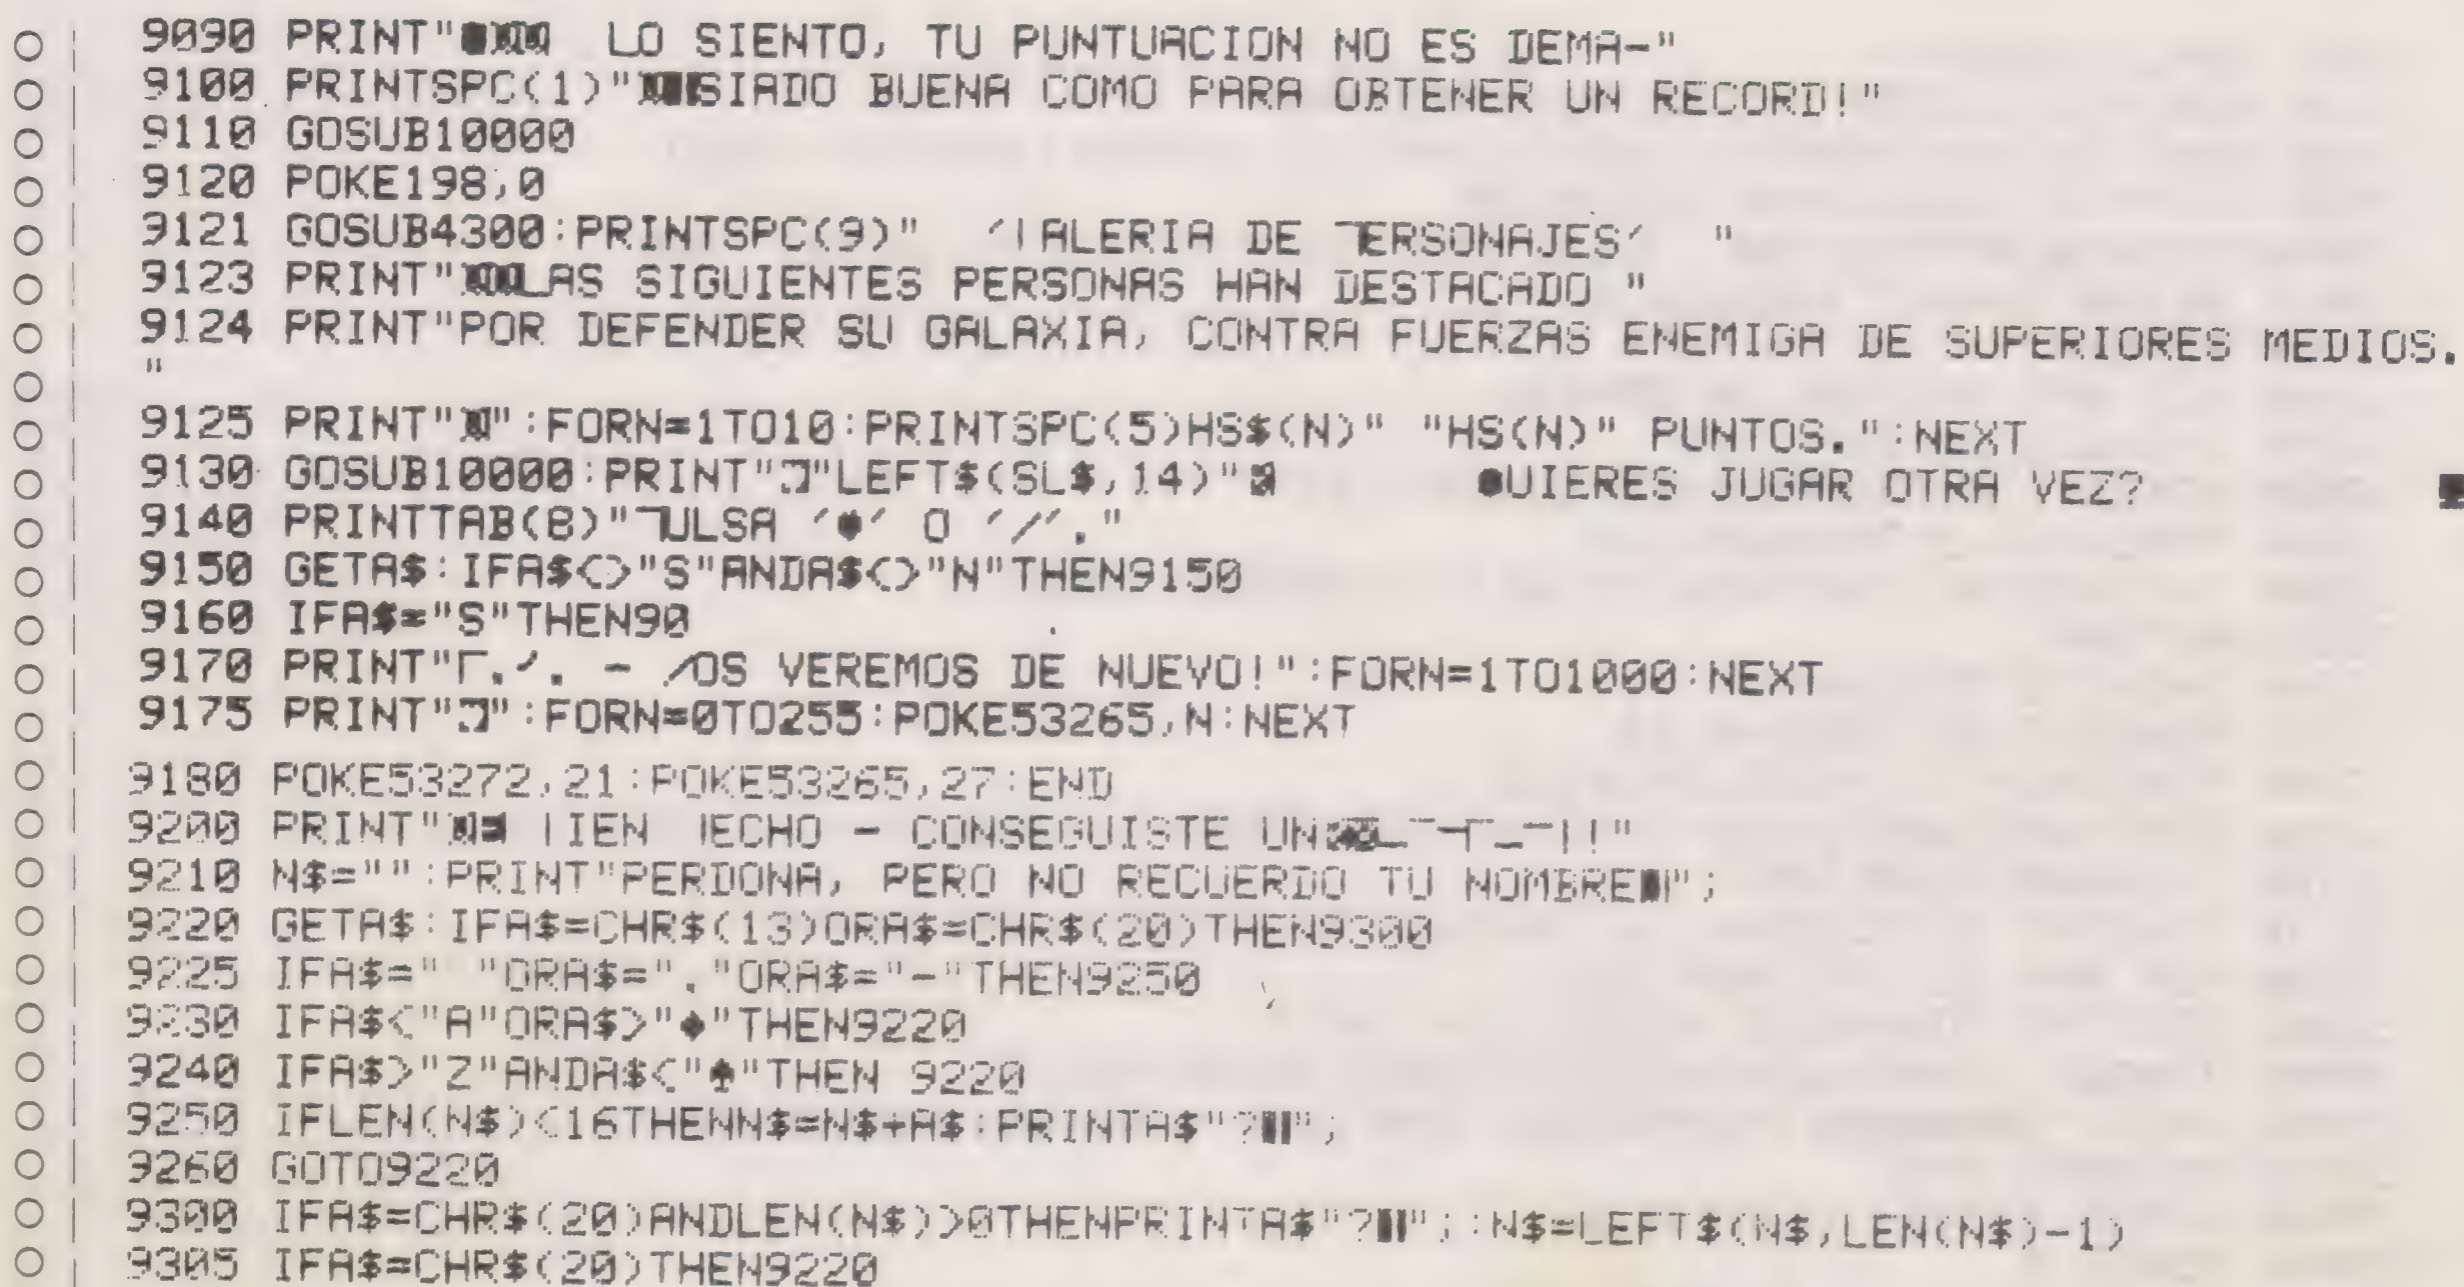 9090 PRINT"   LO SIENTO, TU PUNTUACION NO ES DEMA-"
9100 PRINTSPC(1)"SIADO BUENA COMO PARA OBTENER UN RECORD!"
9110 GOSUB10000
9120 POKE198,0
9121 GOSUB4300:PRINTSPC(9)"  ´ ALERIA DE ERSONAJES´  "
9123 PRINT"LAS SIGUIENTES PERSONAS HAN DESTACADO "
9124 PRINT"POR DEFENDER SU GALAXIA, CONTRA FUERZAS ENEMIGA DE SUPERIORES MEDIOS.
"
9125 PRINT"":FORN=1TO10:PRINTSPC(5)HS$(N)" "HS(N)" PUNTOS.":NEXT
9130 GOSUB10000:PRINT""LEFT$(SL$,14)"      ●UIERES JUGAR OTRA VEZ?
9140 PRINTTAB(8)"ULSA ´♥´ O ´/´."
9150 GETA$:IFA$<>"S"ANDA$<>"N"THEN9150
9160 IFA$="S"THEN90
9170 PRINT"Γ.´. - /OS VEREMOS DE NUEVO!":FORN=1TO1000:NEXT
9175 PRINT"":FORN=0TO255:POKE53265,N:NEXT
9180 POKE53272,21:POKE53265,27:END
9200 PRINT" IEN ECHO - CONSEGUISTE UN!!"
9210 N$="":PRINT"PERDONA, PERO NO RECUERDO TU NOMBRE";
9220 GETA$:IFA$=CHR$(13)ORA$=CHR$(20)THEN9300
9225 IFA$=" "ORA$="."ORA$="-"THEN9250
9230 IFA$<"A"ORA$>"♦"THEN9220
9240 IFA$>"Z"ANDA$<"♠"THEN 9220
9250 IFLEN(N$)<16THENN$=N$+A$:PRINTA$"?";
9260 GOTO9220
9300 IFA$=CHR$(20)ANDLEN(N$)>0THENPRINTA$"?";:N$=LEFT$(N$,LEN(N$)-1)
9305 IFA$=CHR$(20)THEN9220